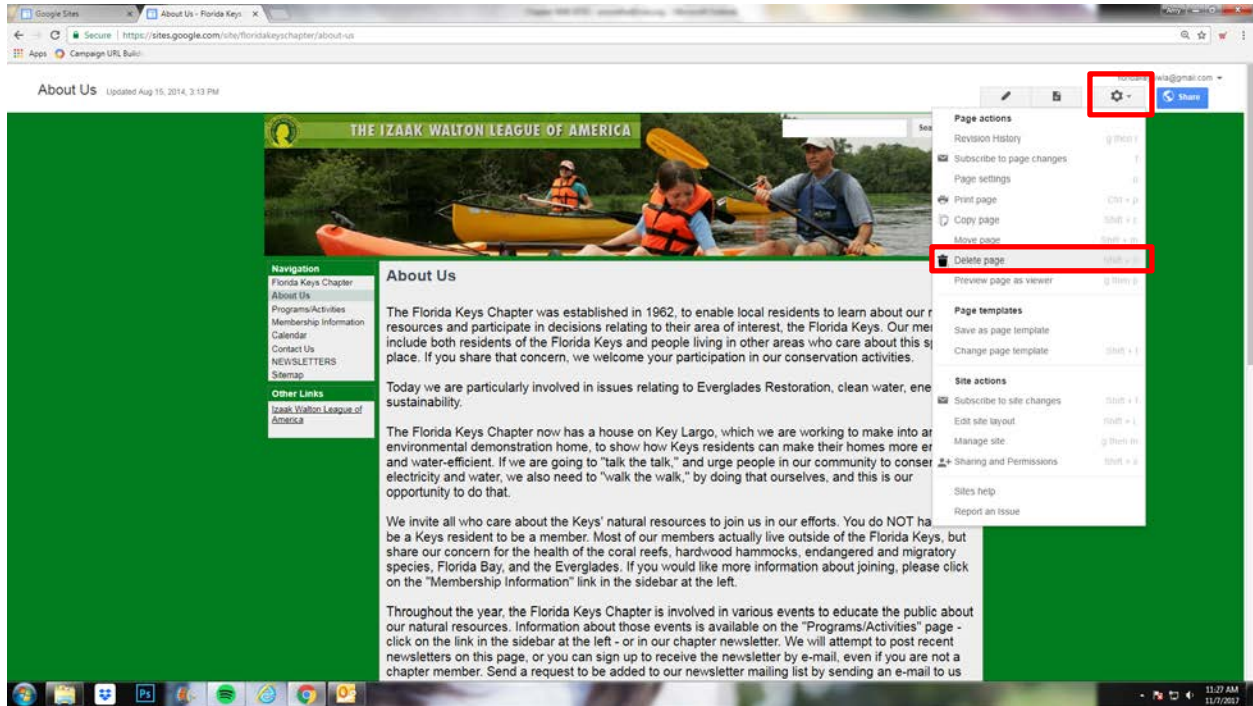 Google Sites
About Us - Florida Keys
Secure https://sites.google.com/site/floridakeyschapter/about-us
Apps Campaign URL Build
About Us Updated Aug 15, 2014, 3:13 PM
@gmail.com
Share
THE IZAAK WALTON LEAGUE OF AMERICA
Navigation
Florida Keys Chapter
About Us
Programs/Activities
Membership Information
Calendar
Contact Us
NEWSLETTERS
Sitemap
Other Links
Izaak Walton League of
America
About Us
The Florida Keys Chapter was established in 1962, to enable local residents to learn about our r
resources and participate in decisions relating to their area of interest, the Florida Keys. Our mer
include both residents of the Florida Keys and people living in other areas who care about this sp
place. If you share that concern, we welcome your participation in our conservation activities.
Today we are particularly involved in issues relating to Everglades Restoration, clean water, ene
sustainability.
The Florida Keys Chapter now has a house on Key Largo, which we are working to make into an
environmental demonstration home, to show how Keys residents can make their homes more en
and water-efficient. If we are going to "talk the talk," and urge people in our community to conser
electricity and water, we also need to "walk the walk," by doing that ourselves, and this is our
opportunity to do that.
We invite all who care about the Keys' natural resources to join us in our efforts. You do NOT ha
be a Keys resident to be a member. Most of our members actually live outside of the Florida Keys, but
share our concern for the health of the coral reefs, hardwood hammocks, endangered and migratory
species, Florida Bay, and the Everglades. If you would like more information about joining, please click
on the "Membership Information" link in the sidebar at the left.
Throughout the year, the Florida Keys Chapter is involved in various events to educate the public about
our natural resources. Information about those events is available on the "Programs/Activities" page -
click on the link in the sidebar at the left - or in our chapter newsletter. We will attempt to post recent
newsletters on this page, or you can sign up to receive the newsletter by e-mail, even if you are not a
chapter member. Send a request to be added to our newsletter mailing list by sending an e-mail to us
Page actions
Revision History g then r
Subscribe to page changes
Page settings
Print page Ctrl + p
Copy page Shift + c
Move page Shift + m
Delete page
Preview page as viewer g then p
Page templates
Save as page template
Change page template Shift + t
Site actions
Subscribe to site changes
Edit site layout Shift + L
Manage site g then m
Sharing and Permissions
Sites help
Report an Issue
Ps
11:27 AM
11/7/2017